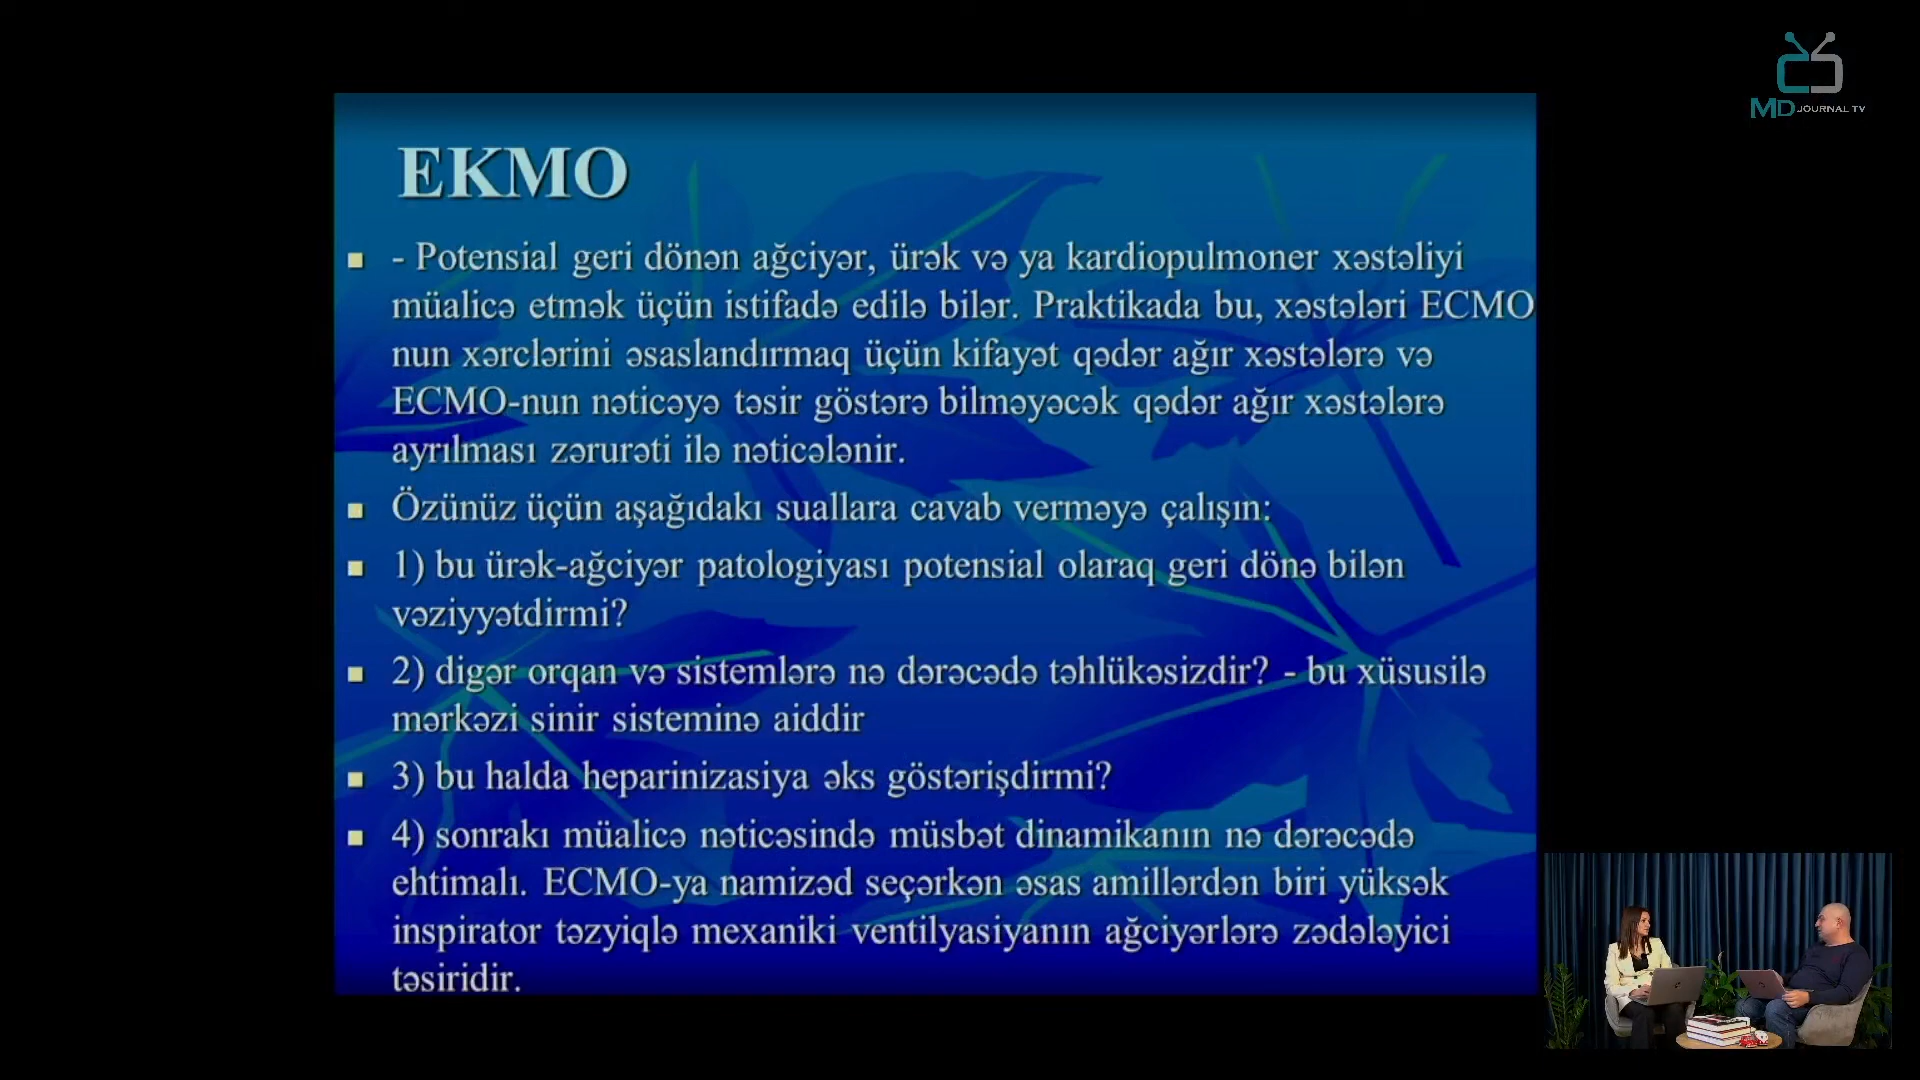 MD JOURNAL TV
EKMO
- Potensial geri dönən ağciyər, ürək və ya kardiopulmoner xəstəliyi
müalicə etmək üçün istifadə edilə bilər. Praktikada bu, xəstələri ECMO
nun xərclərini əsaslandırmaq üçün kifayət qədər ağır xəstələrə və
ECMO-nun nəticəyə təsir göstərə bilməyəcək qədər ağır xəstələrə
ayrılması zərurəti ilə nəticələnir.
Özünüz üçün aşağıdakı suallara cavab verməyə çalışın:
1) bu ürək-ağciyər patologiyası potensial olaraq geri dönə bilən
vəziyyətdirmi?
2) digər orqan və sistemlərə nə dərəcədə təhlükəsizdir? - bu xüsusilə
mərkəzi sinir sisteminə aiddir
3) bu halda heparinizasiya əks göstərişdirmi?
4) sonrakı müalicə nəticəsində müsbət dinamikanın nə dərəcədə
ehtimalı. ECMO-ya namizəd seçərkən əsas amillərdən biri yüksək
inspirator təzyiqlə mexaniki ventilyasiyanın ağciyərlərə zədələyici
təsiridir.